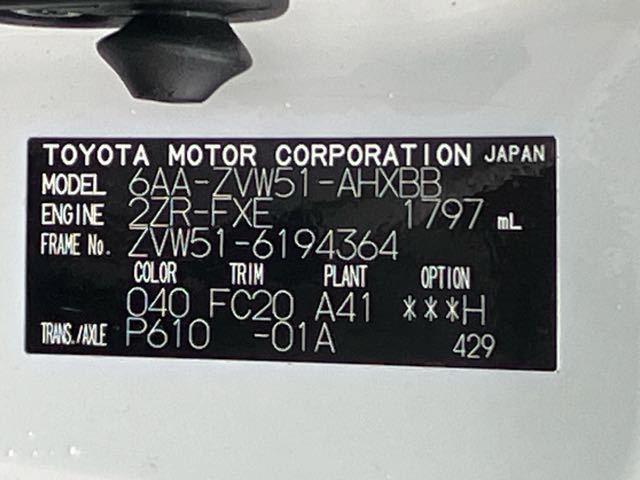 TOYOTA MOTOR CORPORATION JAPAN
MODEL 6AA-ZVW51-AHXBB
ENGINE 2ZR-FXE 1797 mL
FRAME No. ZVW51-6194364
COLOR TRIM PLANT OPTION
040 FC20 A41 ***H
TRANS./AXLE P610 -01A 429